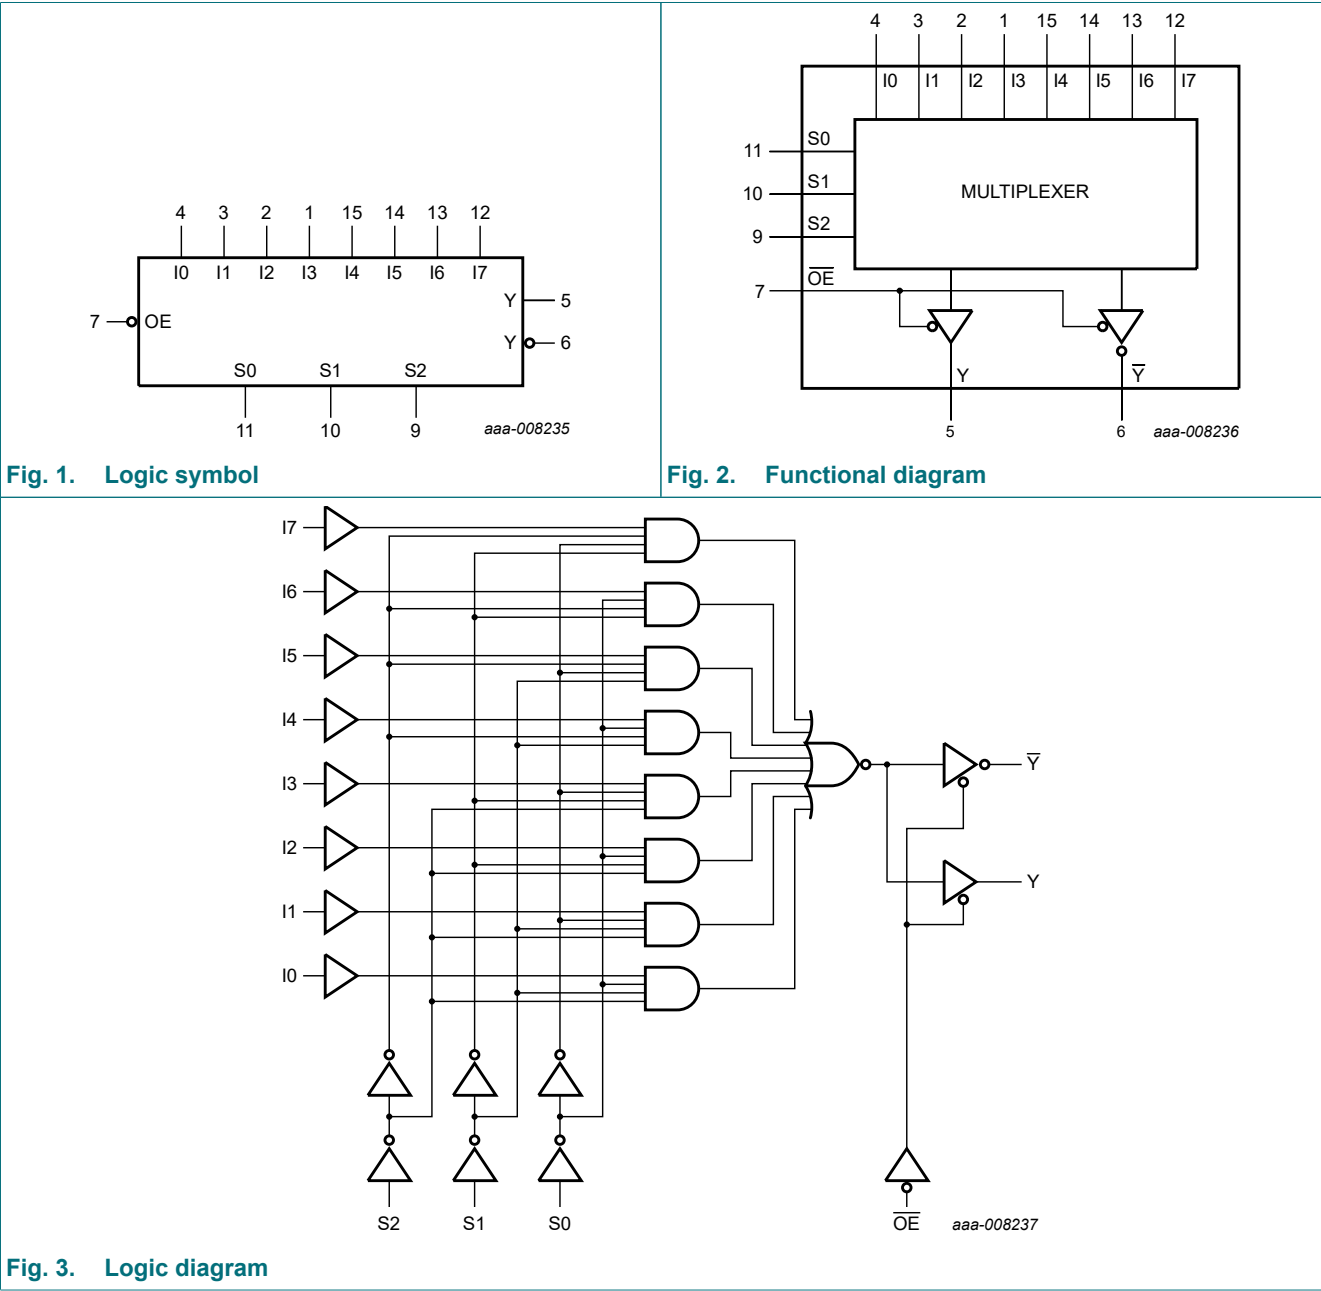 4 3 2 1 15 14 13 12
I0 I1 I2 I3 I4 I5 I6 I7
Y 5
7 OE
Y 6
S0 S1 S2
11 10 9
aaa-008235
Fig. 1. Logic symbol
4 3 2 1 15 14 13 12
I0 I1 I2 I3 I4 I5 I6 I7
11 S0
10 S1
9 S2
MULTIPLEXER
7 O̅E̅
Y Y̅
5 6
aaa-008236
Fig. 2. Functional diagram
I7
I6
I5
I4
I3
Y̅
I2
Y
I1
I0
S2 S1 S0
O̅E̅
aaa-008237
Fig. 3. Logic diagram